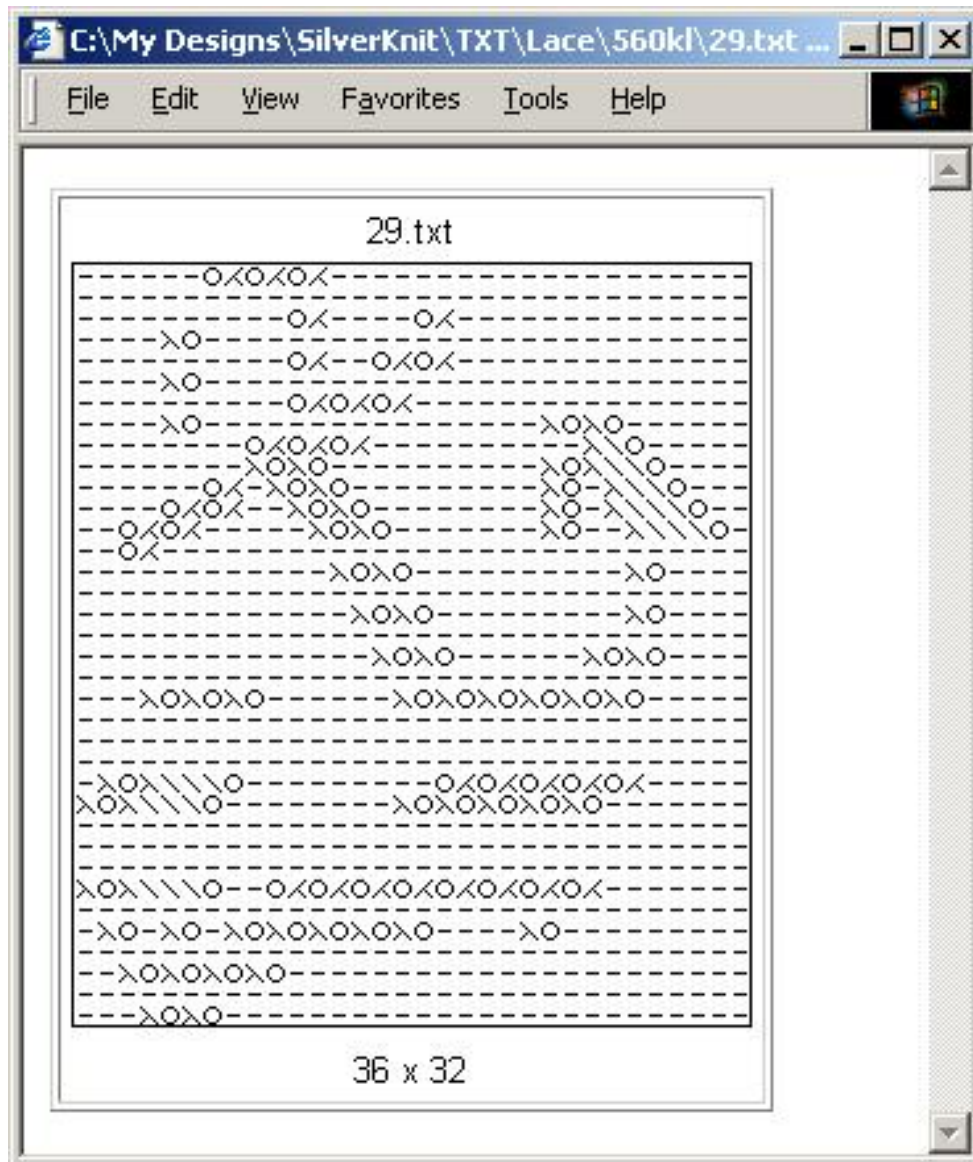 C:\My Designs\SilverKnit\TXT\Lace\560kl\29.txt ...
File Edit View Favorites Tools Help
29.txt
36 x 32